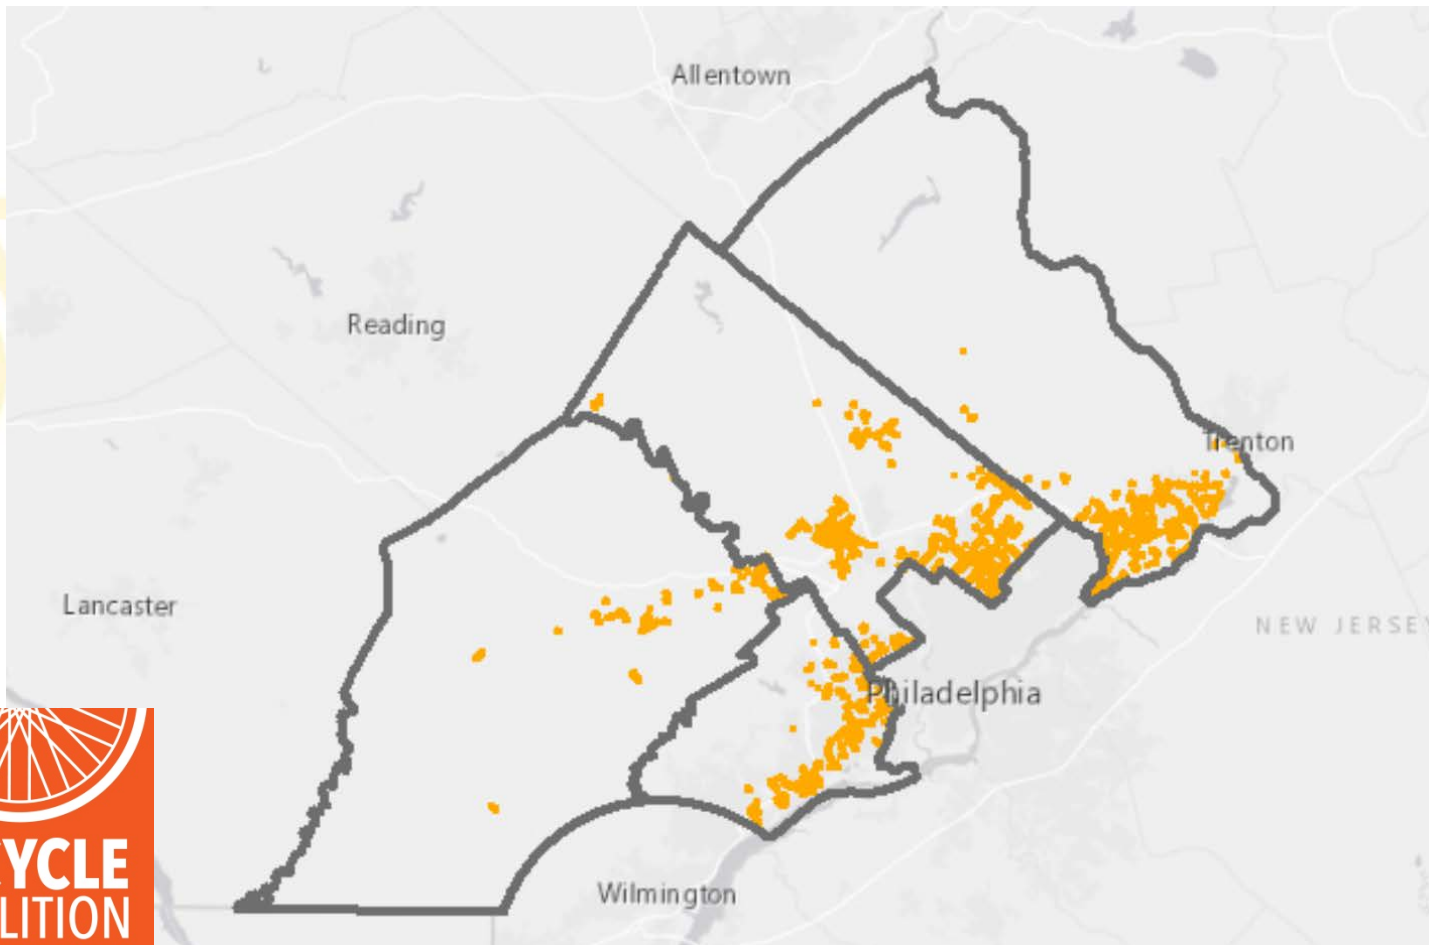 Allentown
Reading
Trenton
Lancaster
NEW JERSEY
Philadelphia
Wilmington
YCLE
LITION